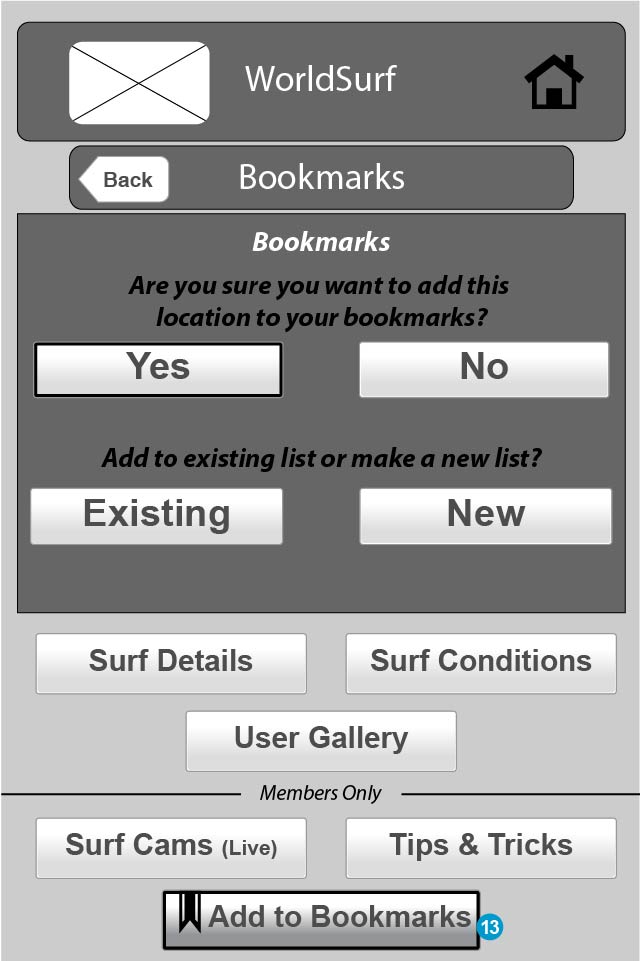 WorldSurf
Back
Bookmarks
Bookmarks
Are you sure you want to add this
location to your bookmarks?
Yes
No
Add to existing list or make a new list?
Existing
New
Surf Details
Surf Conditions
User Gallery
Members Only
Surf Cams (Live)
Tips & Tricks
Add to Bookmarks
13